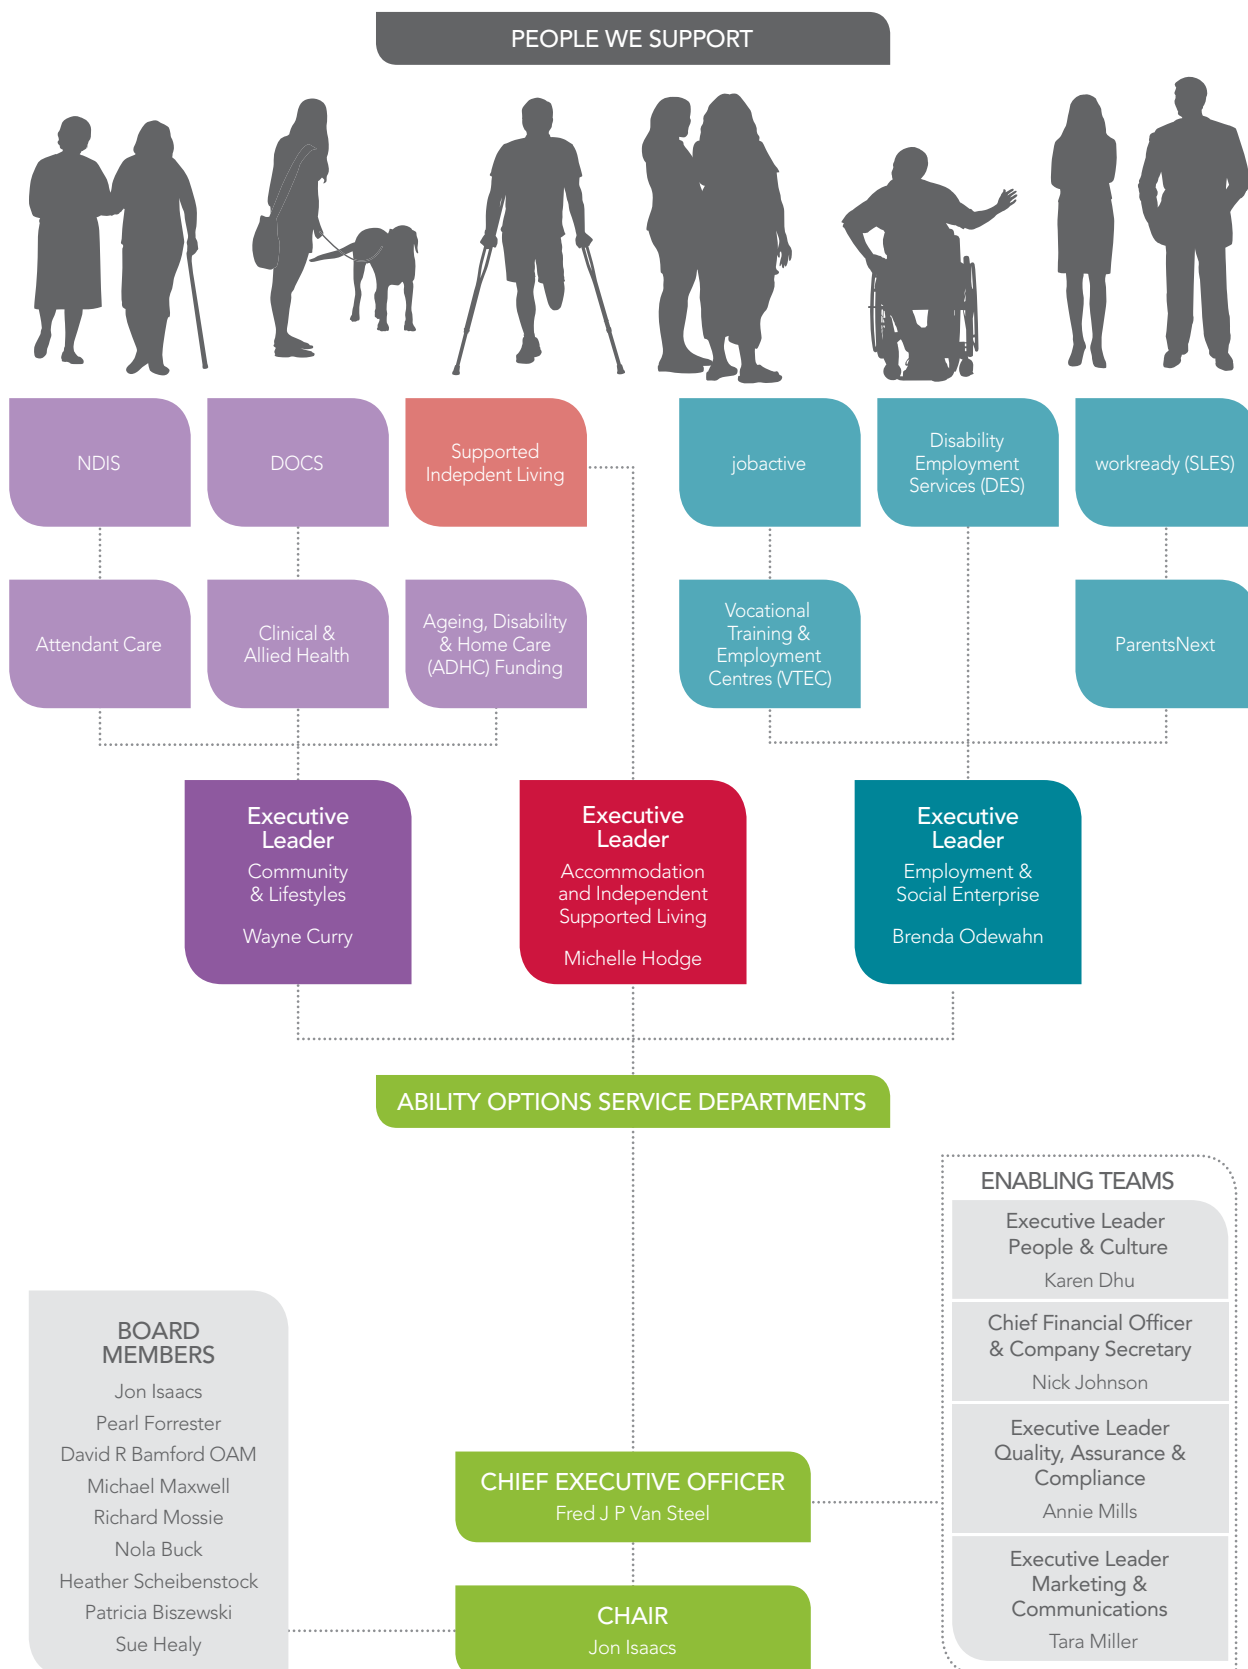 PEOPLE WE SUPPORT
NDIS
DOCS
Supported
Indepdent Living
jobactive
Disability
Employment
Services (DES)
workready (SLES)
Attendant Care
Clinical &
Allied Health
Ageing, Disability
& Home Care
(ADHC) Funding
Vocational
Training &
Employment
Centres (VTEC)
ParentsNext
Executive
Leader
Community
& Lifestyles
Wayne Curry
Executive
Leader
Accommodation
and Independent
Supported Living
Michelle Hodge
Executive
Leader
Employment &
Social Enterprise
Brenda Odewahn
ABILITY OPTIONS SERVICE DEPARTMENTS
ENABLING TEAMS
Executive Leader
People & Culture
Karen Dhu
Chief Financial Officer
& Company Secretary
Nick Johnson
Executive Leader
Quality, Assurance &
Compliance
Annie Mills
Executive Leader
Marketing &
Communications
Tara Miller
BOARD
MEMBERS
Jon Isaacs
Pearl Forrester
David R Bamford OAM
Michael Maxwell
Richard Mossie
Nola Buck
Heather Scheibenstock
Patricia Biszewski
Sue Healy
CHIEF EXECUTIVE OFFICER
Fred J P Van Steel
CHAIR
Jon Isaacs